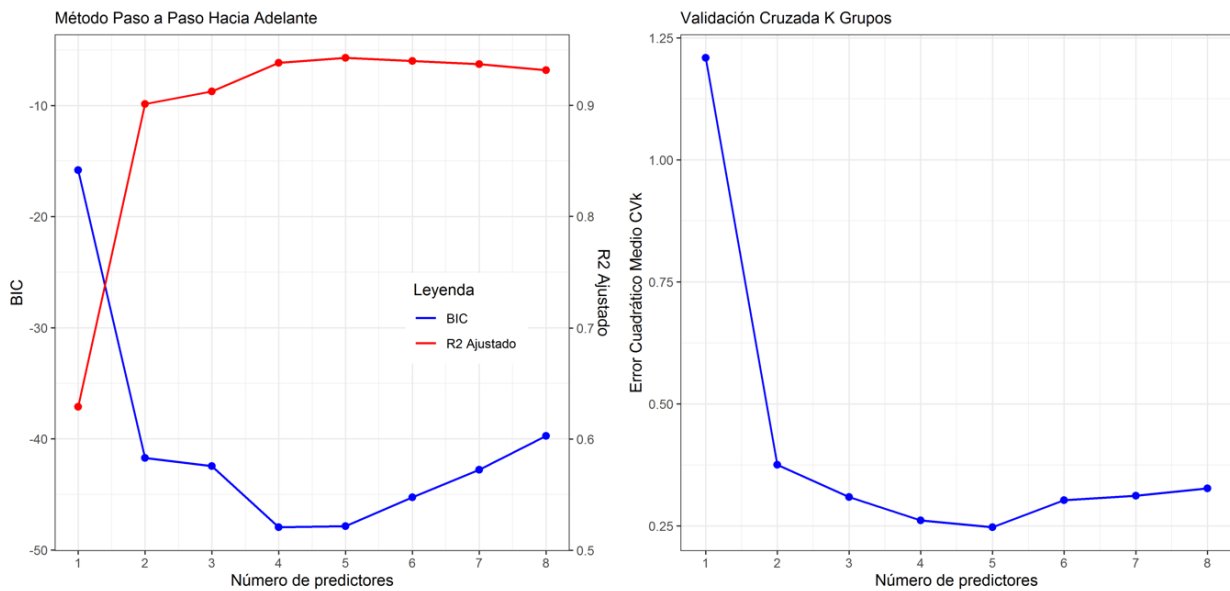 Método Paso a Paso Hacia Adelante
-10
-20
-30
-40
-50
BIC
0.9
0.8
0.7
0.6
0.5
R2 Ajustado
Leyenda
BIC
R2 Ajustado
1 2 3 4 5 6 7 8
Número de predictores
Validación Cruzada K Grupos
1.25
1.00
0.75
0.50
0.25
Error Cuadrático Medio CVk
1 2 3 4 5 6 7 8
Número de predictores